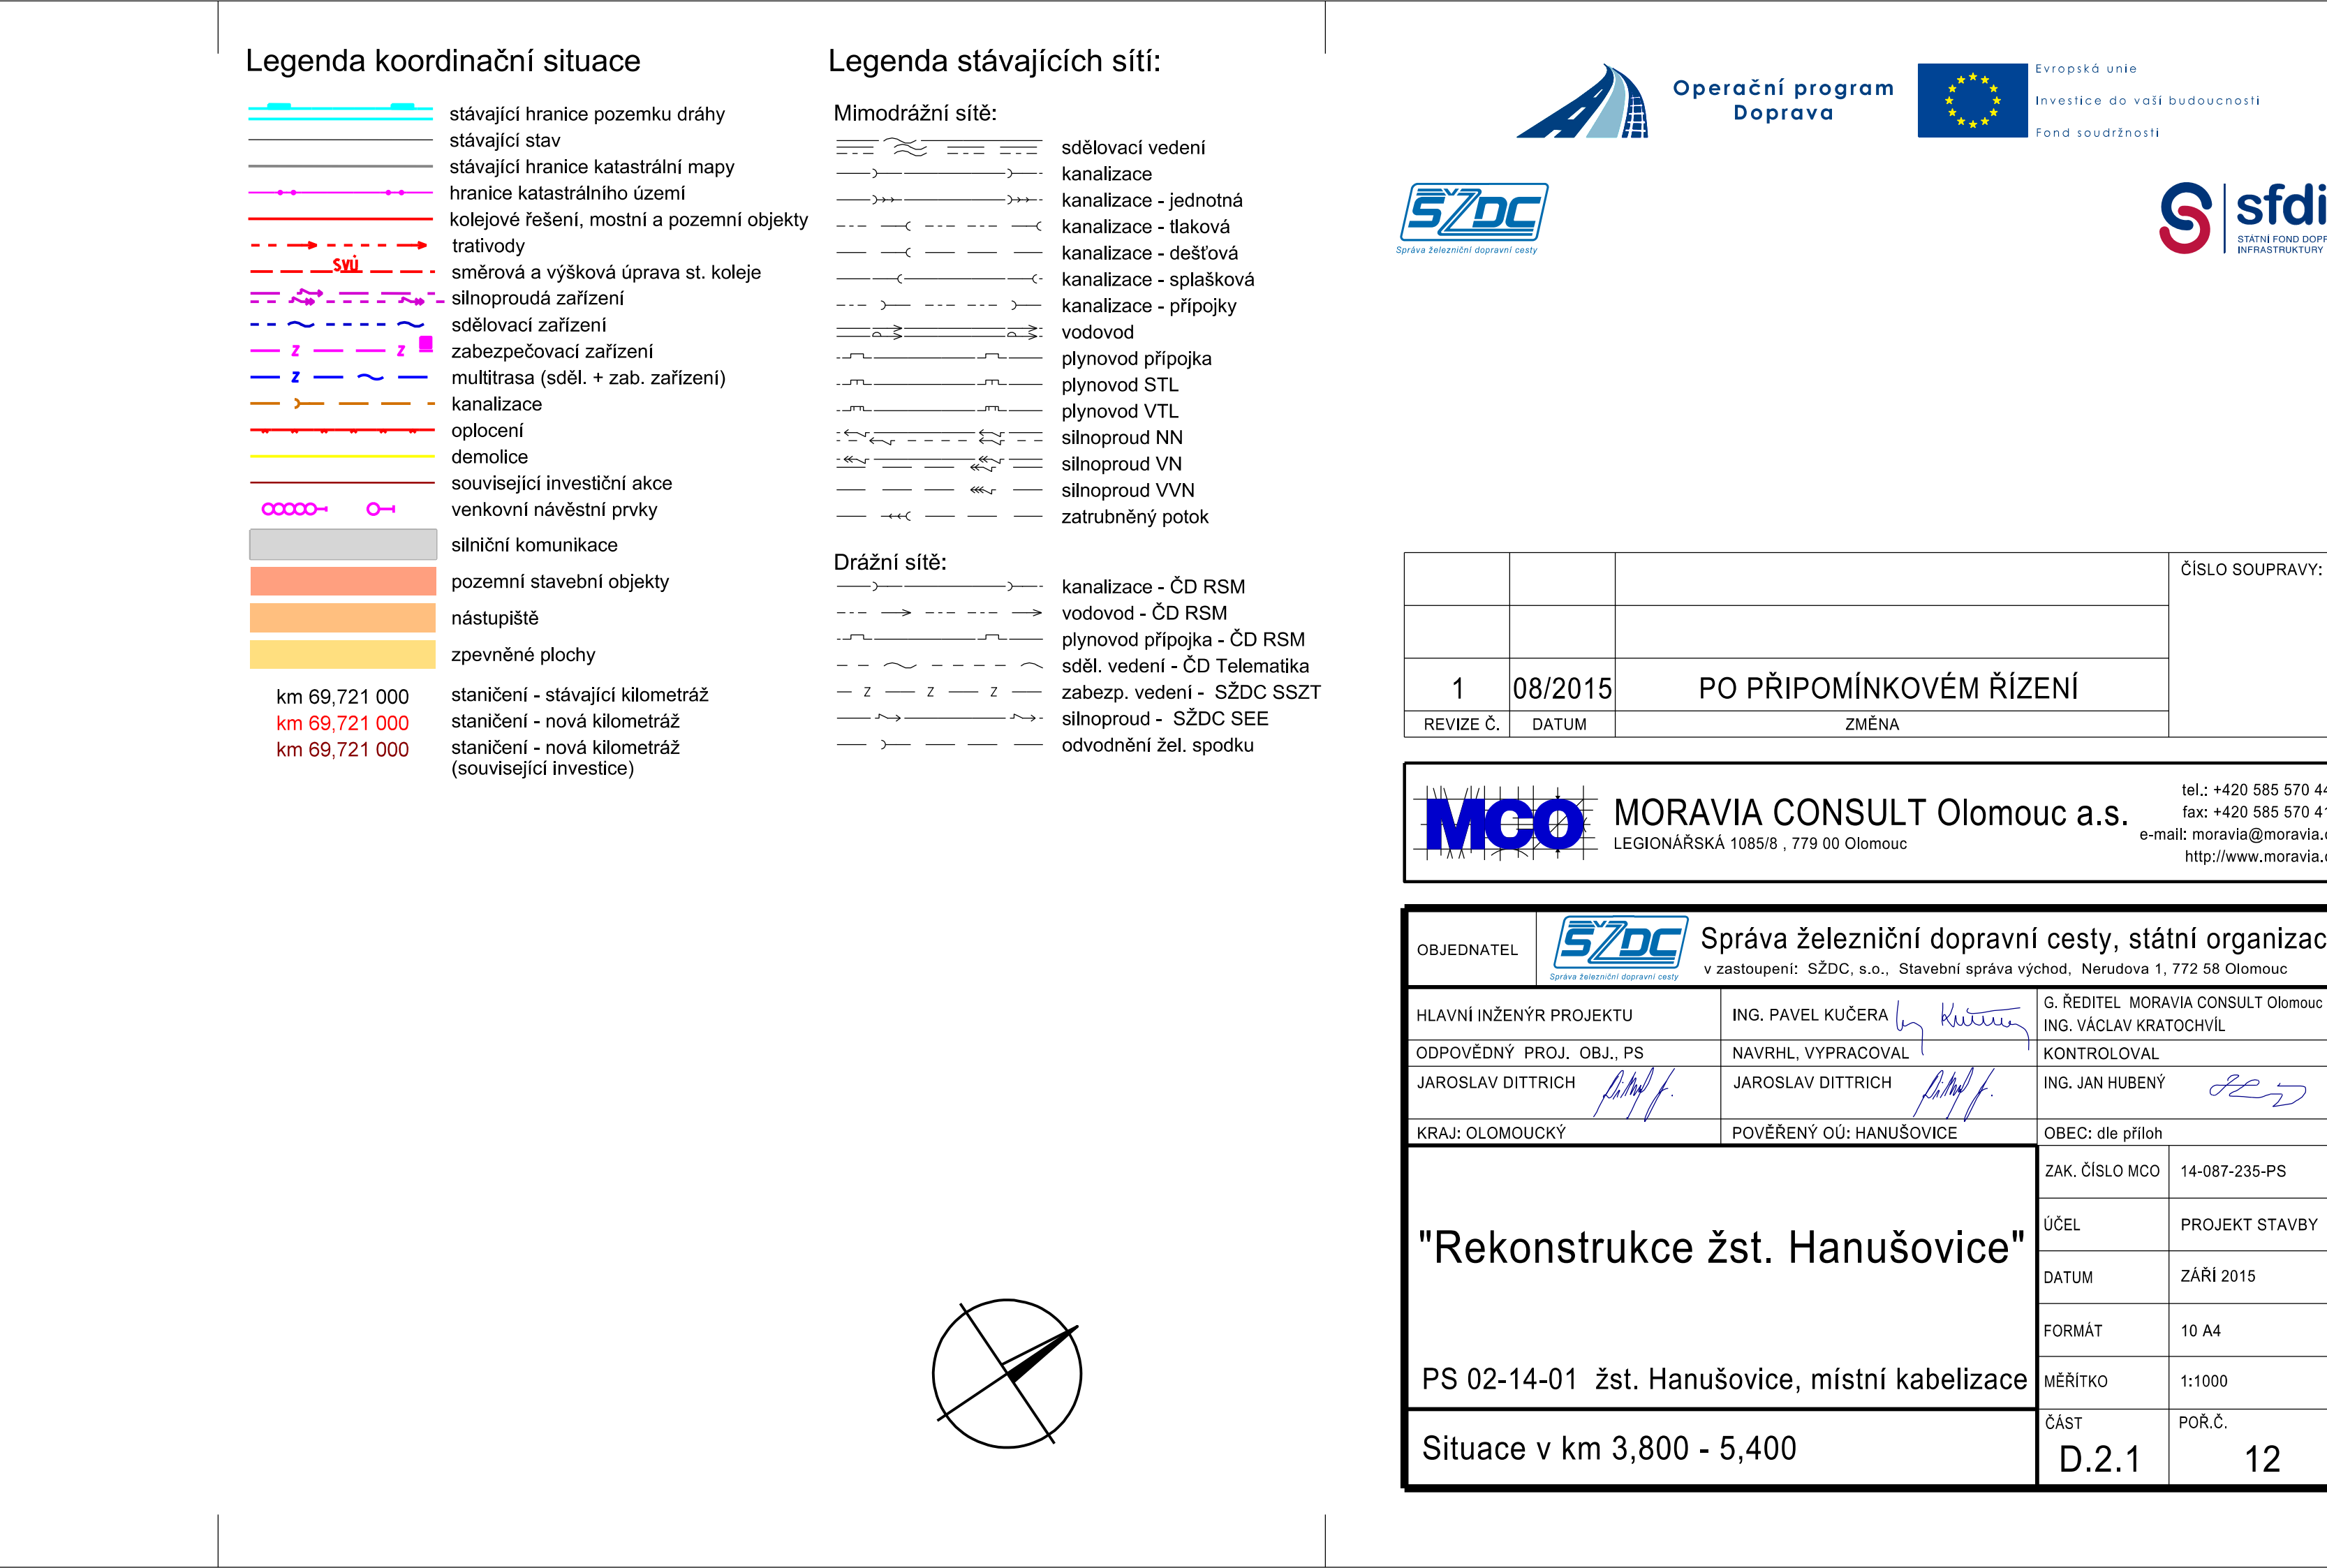 Legenda koordinační situace
stávající hranice pozemku dráhy
stávající stav
stávající hranice katastrální mapy
hranice katastrálního území
kolejové řešení, mostní a pozemní objekty
trativody
SVÚ
směrová a výšková úprava st. koleje
silnoproudá zařízení
sdělovací zařízení
Z Z
zabezpečovací zařízení
Z
multitrasa (sděl. + zab. zařízení)
kanalizace
oplocení
demolice
související investiční akce
venkovní návěstní prvky
silniční komunikace
pozemní stavební objekty
nástupiště
zpevněné plochy
km 69,721 000 staničení - stávající kilometráž
km 69,721 000 staničení - nová kilometráž
km 69,721 000 staničení - nová kilometráž
(související investice)
Legenda stávajících sítí:
Mimodrážní sítě:
sdělovací vedení
kanalizace
kanalizace - jednotná
kanalizace - tlaková
kanalizace - dešťová
kanalizace - splašková
kanalizace - přípojky
vodovod
plynovod přípojka
plynovod STL
plynovod VTL
silnoproud NN
silnoproud VN
silnoproud VVN
zatrubněný potok
Drážní sítě:
kanalizace - ČD RSM
vodovod - ČD RSM
plynovod přípojka - ČD RSM
sděl. vedení - ČD Telematika
Z Z Z
zabezp. vedení - SŽDC SSZT
silnoproud - SŽDC SEE
odvodnění žel. spodku
Operační program
Doprava
Evropská unie
Investice do vaší budoucnosti
Fond soudržnosti
SŽDC
Správa železniční dopravní cesty
sfdi
STÁTNÍ FOND DOPR
INFRASTRUKTURY
ČÍSLO SOUPRAVY:
1 08/2015 PO PŘIPOMÍNKOVÉM ŘÍZENÍ
REVIZE Č. DATUM ZMĚNA
MCO
MORAVIA CONSULT Olomouc a.s.
LEGIONÁŘSKÁ 1085/8 , 779 00 Olomouc
tel.: +420 585 570 44
fax: +420 585 570 41
e-mail: moravia@moravia.c
http://www.moravia.c
OBJEDNATEL
SŽDC
Správa železniční dopravní cesty
Správa železniční dopravní cesty, státní organizac
v zastoupení: SŽDC, s.o., Stavební správa východ, Nerudova 1, 772 58 Olomouc
HLAVNÍ INŽENÝR PROJEKTU
ING. PAVEL KUČERA
G. ŘEDITEL MORAVIA CONSULT Olomouc
ING. VÁCLAV KRATOCHVÍL
ODPOVĚDNÝ PROJ. OBJ., PS
NAVRHL, VYPRACOVAL
KONTROLOVAL
JAROSLAV DITTRICH
JAROSLAV DITTRICH
ING. JAN HUBENÝ
KRAJ: OLOMOUCKÝ
POVĚŘENÝ OÚ: HANUŠOVICE
OBEC: dle příloh
"Rekonstrukce žst. Hanušovice"
PS 02-14-01 žst. Hanušovice, místní kabelizace
Situace v km 3,800 - 5,400
ZAK. ČÍSLO MCO 14-087-235-PS
ÚČEL PROJEKT STAVBY
DATUM ZÁŘÍ 2015
FORMÁT 10 A4
MĚŘÍTKO 1:1000
ČÁST POŘ.Č.
D.2.1 12